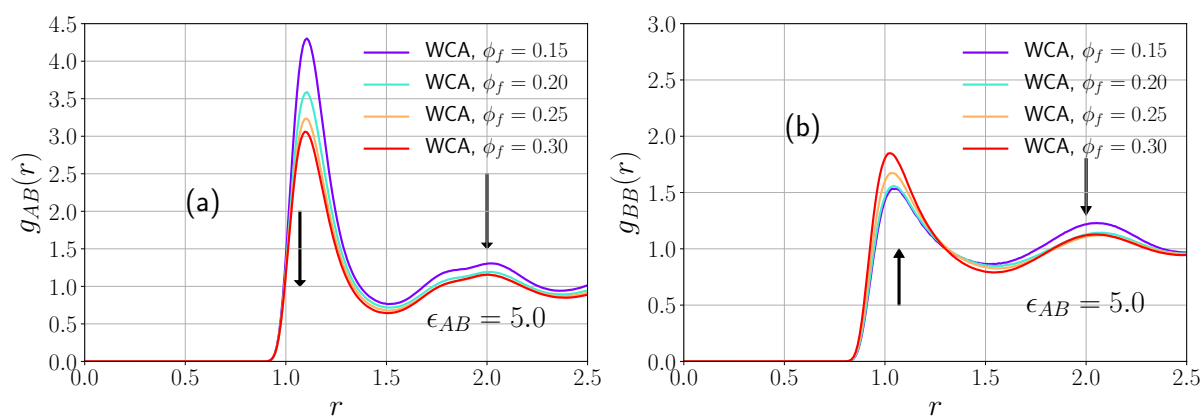 g_{AB}(r)
4.5
4.0
3.5
3.0
2.5
2.0
1.5
1.0
0.5
0.0
WCA, ϕ_f = 0.15
WCA, ϕ_f = 0.20
WCA, ϕ_f = 0.25
WCA, ϕ_f = 0.30
(a)
ϵ_{AB} = 5.0
0.0 0.5 1.0 1.5 2.0 2.5
r
g_{BB}(r)
3.0
2.5
2.0
1.5
1.0
0.5
0.0
WCA, ϕ_f = 0.15
WCA, ϕ_f = 0.20
WCA, ϕ_f = 0.25
WCA, ϕ_f = 0.30
(b)
ϵ_{AB} = 5.0
0.0 0.5 1.0 1.5 2.0 2.5
r